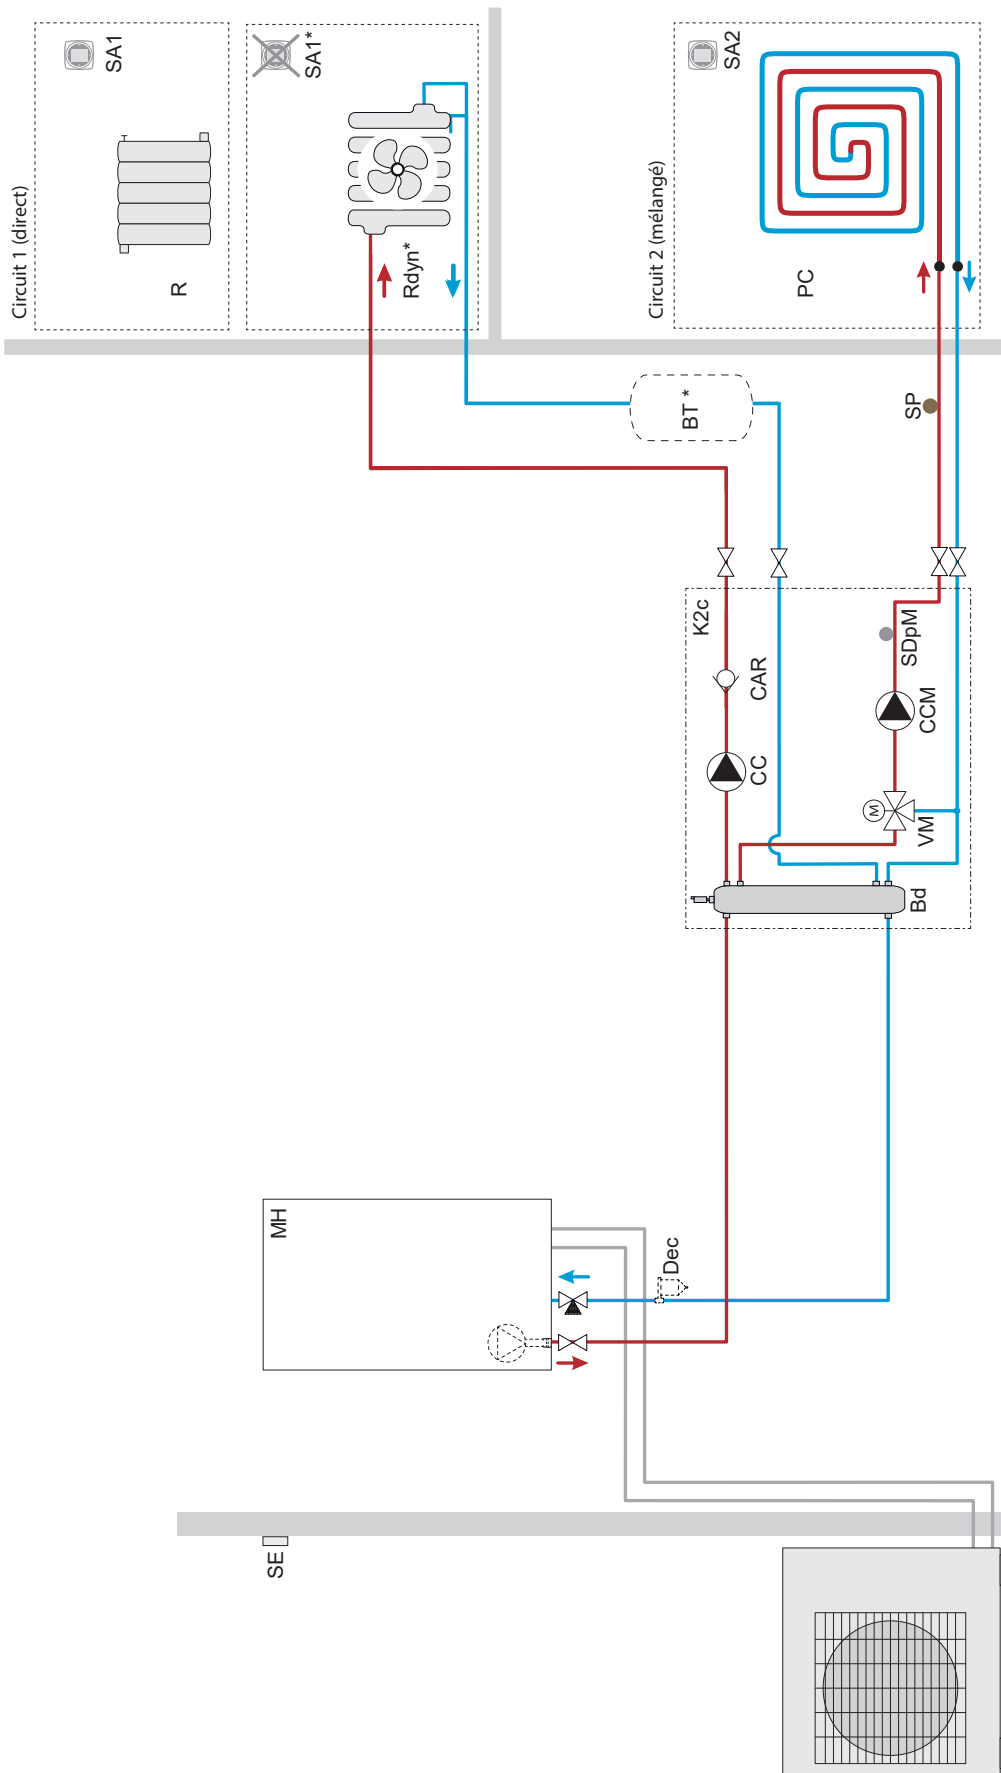 Circuit 1 (direct)
SA1
R
SA1*
Rdyn*
Circuit 2 (mélangé)
SA2
PC
BT *
SP
K2c
CAR
SDpM
CC
CCM
M
VM
Bd
MH
Dec
SE